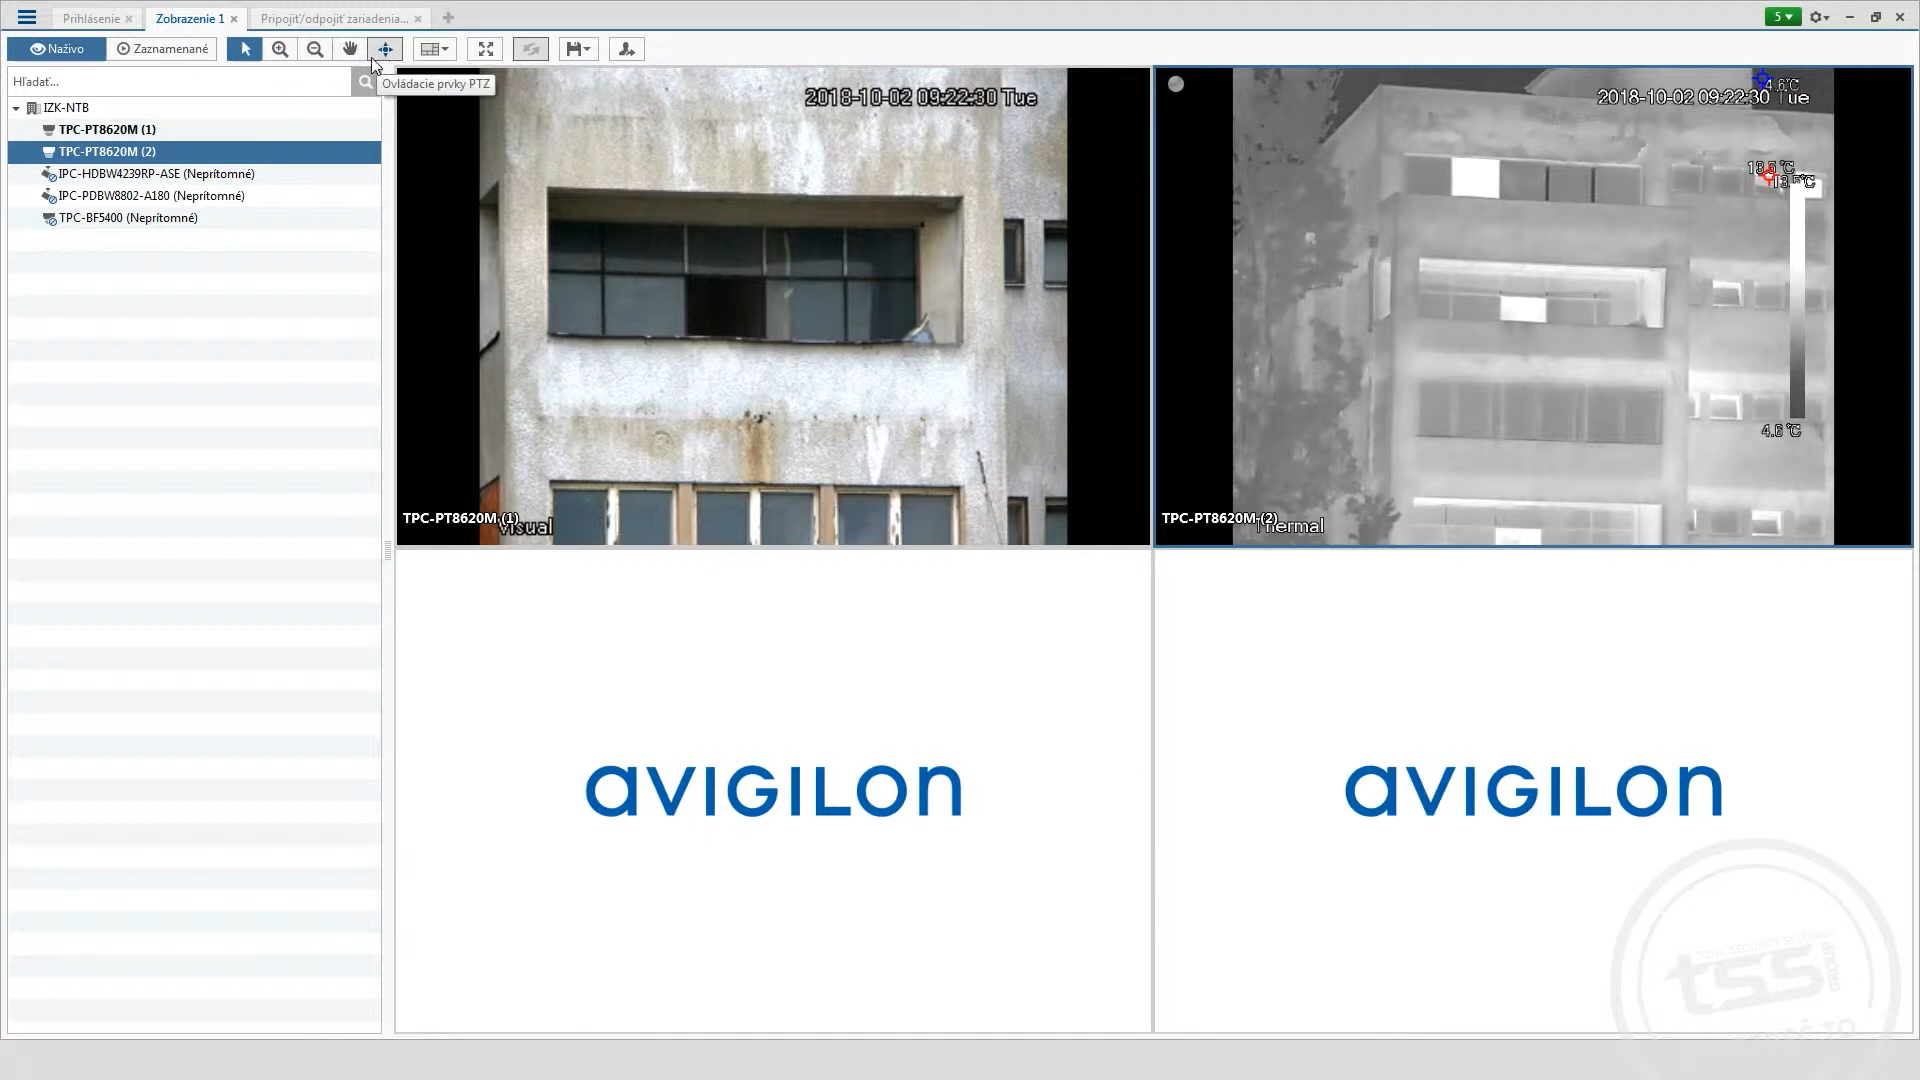 Prihlásenie
Zobrazenie 1
Pripojiť/odpojiť zariadenia...
5
Naživo
Zaznamenané
Hľadať...
Ovládacie prvky PTZ
IZK-NTB
TPC-PT8620M (1)
TPC-PT8620M (2)
IPC-HDBW4239RP-ASE (Neprítomné)
IPC-PDBW8802-A180 (Neprítomné)
TPC-BF5400 (Neprítomné)
2018-10-02 09:22:30 Tue
TPC-PT8620M (1)
Visual
4.6℃
2018-10-02 09:22:30 Tue
4.6℃
TPC-PT8620M (2)
Thermal
avigilon
avigilon
tss
GROUP